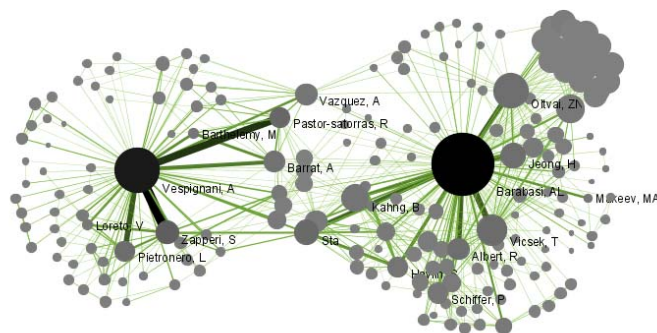 Vazquez, A
Oltvai, ZN
Pastor-satorras, R
Barthelemy, M
Barrat, A
Jeong, H
Vespignani, A
Barabasi, AL
Makeev, MA
Kahng, B
Loreto, V
Zapperi, S
Sta
Vicsek, T
Albert, R
Pietronero, L
Schiffer, P